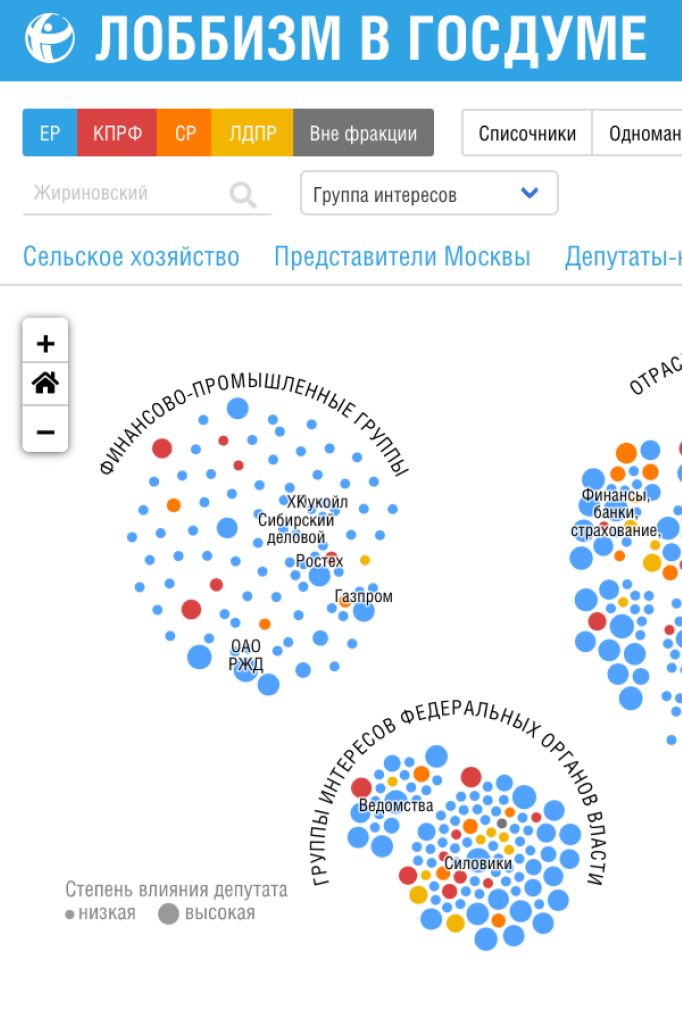 ЛОББИЗМ В ГОСДУМЕ
ЕР КПРФ СР ЛДПР Вне фракции Списочники Одноман
Жириновский Группа интересов
Сельское хозяйство Представители Москвы Депутаты-
+
−
ФИНАНСОВО-ПРОМЫШЛЕННЫЕ ГРУППЫ
ОТРАС
Финансы,
банки,
страхование,
Сибирский
деловой
Ростех
Газпром
ОАО
РЖД
ГРУППЫ ИНТЕРЕСОВ ФЕДЕРАЛЬНЫХ ОРГАНОВ ВЛАСТИ
Ведомства
Силовики
Степень влияния депутата
низкая высокая